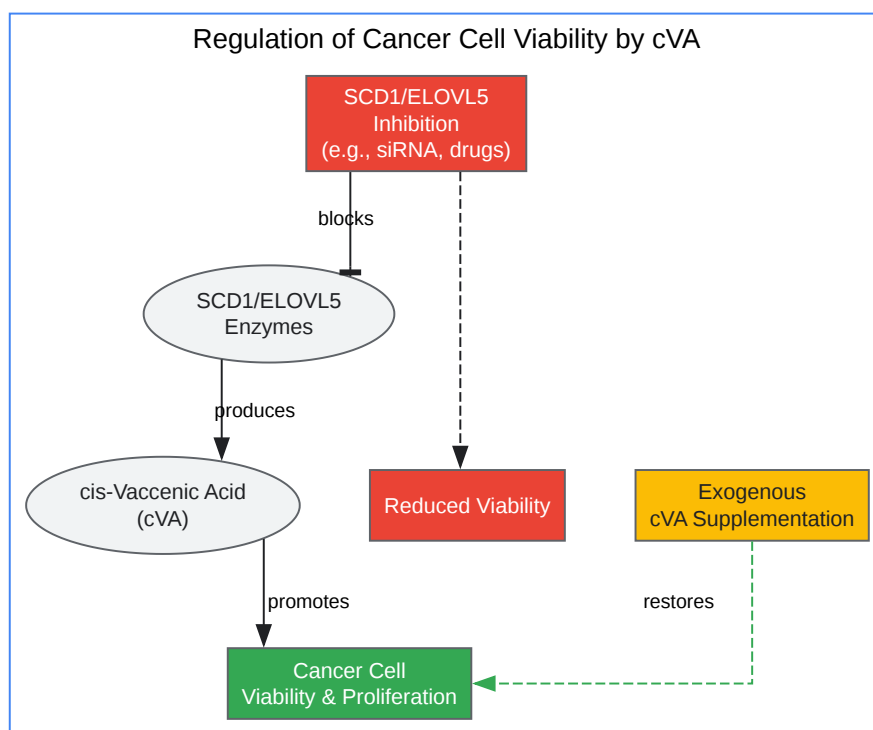 Regulation of Cancer Cell Viability by cVA
SCD1/ELOVL5
Inhibition
(e.g., siRNA, drugs)
blocks
SCD1/ELOVL5
Enzymes
produces
cis-Vaccenic Acid
(cVA)
Reduced Viability
Exogenous
cVA Supplementation
promotes
restores
Cancer Cell
Viability & Proliferation